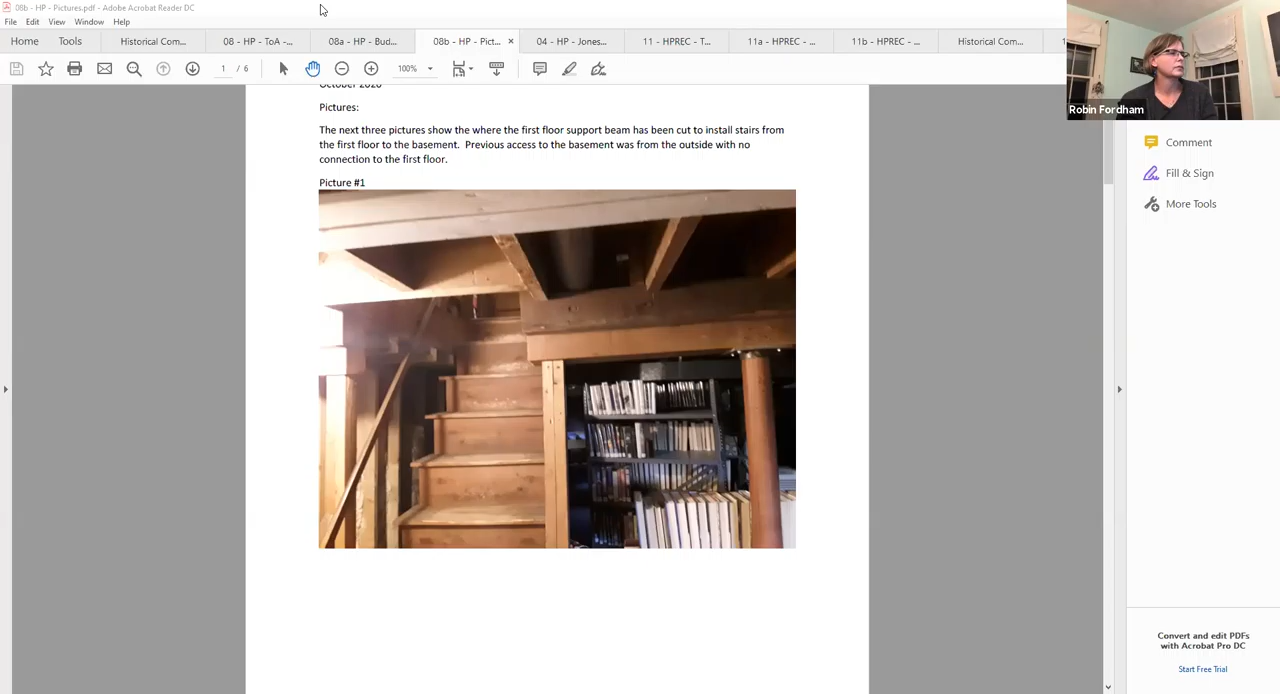 08b - HP - Pictures.pdf - Adobe Acrobat Reader DC
File Edit View Window Help
Home Tools Historical Com... 08 - HP - ToA -... 08a - HP - Bud... 08b - HP - Pict... × 04 - HP - Jones... 11 - HPREC - T... 11a - HPREC - ... 11b - HPREC - ... Historical Com...
1 / 6 100%
Robin Fordham
October 2020
Pictures:
The next three pictures show the where the first floor support beam has been cut to install stairs from
the first floor to the basement. Previous access to the basement was from the outside with no
connection to the first floor.
Picture #1
Comment
Fill & Sign
More Tools
Convert and edit PDFs
with Acrobat Pro DC
Start Free Trial